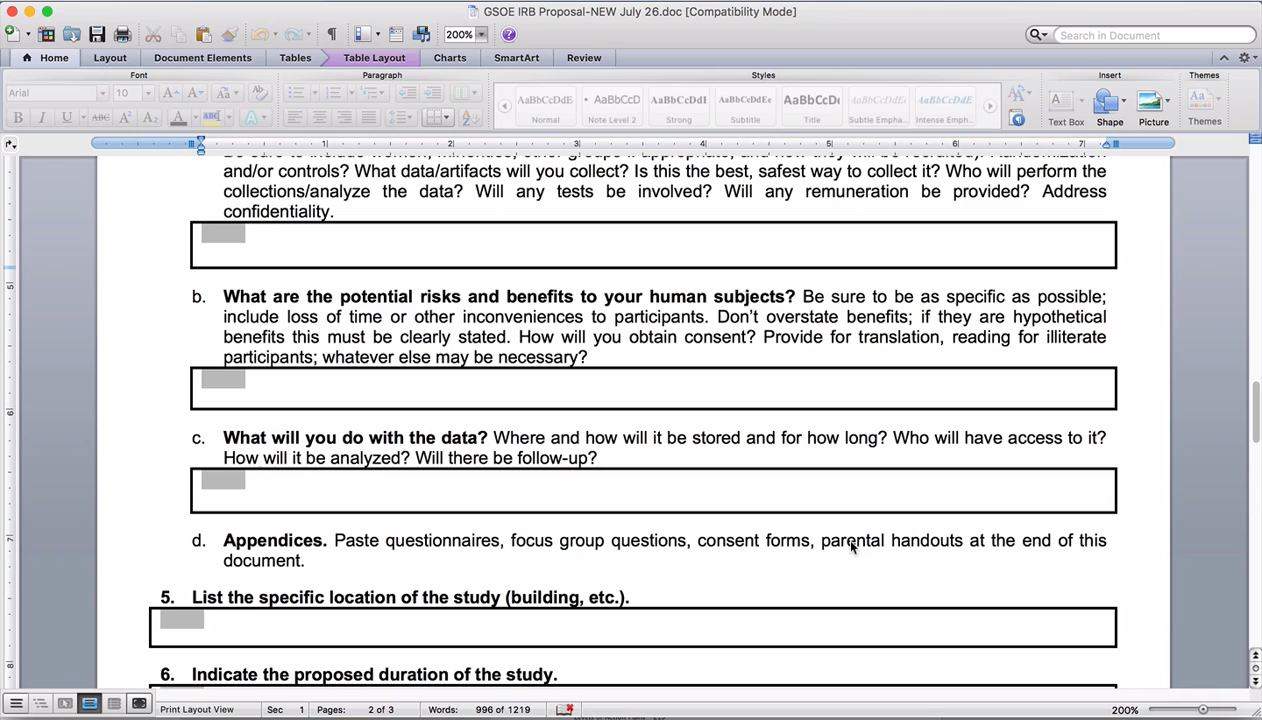 GSOE IRB Proposal-NEW July 26.doc [Compatibility Mode]
200%
Search in Document
Home Layout Document Elements Tables Table Layout Charts SmartArt Review
Font Paragraph Styles Insert Themes
Arial 10
AaBbCcDdE AaBbCcD AaBbCcDdI AaBbCcDdEe AaBbCcDc AaBbCcDdEe AaBbCcDdE
Normal Note Level 2 Strong Subtitle Title Subtle Empha... Intense Emph...
Text Box Shape Picture Themes
1 2 3 4 5 6 7
and/or controls? What data/artifacts will you collect? Is this the best, safest way to collect it? Who will perform the
collections/analyze the data? Will any tests be involved? Will any remuneration be provided? Address
confidentiality.
b. What are the potential risks and benefits to your human subjects? Be sure to be as specific as possible;
include loss of time or other inconveniences to participants. Don’t overstate benefits; if they are hypothetical
benefits this must be clearly stated. How will you obtain consent? Provide for translation, reading for illiterate
participants; whatever else may be necessary?
c. What will you do with the data? Where and how will it be stored and for how long? Who will have access to it?
How will it be analyzed? Will there be follow-up?
d. Appendices. Paste questionnaires, focus group questions, consent forms, parental handouts at the end of this
document.
5. List the specific location of the study (building, etc.).
6. Indicate the proposed duration of the study.
Print Layout View Sec 1 Pages: 2 of 3 Words: 996 of 1219 200%